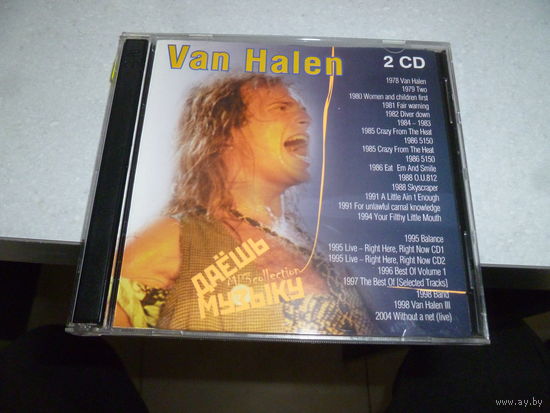 Van Halen
2 CD
1978 Van Halen
1979 Two
1980 Women and children first
1981 Fair warning
1982 Diver down
1984 – 1983
1985 Crazy From The Heat
1986 5150
1985 Crazy From The Heat
1986 5150
1986 Eat Em And Smile
1988 O.U.812
1988 Skyscraper
1991 A Little Ain t Enough
1991 For unlawful carnal knowledge
1994 Your Filthy Little Mouth
1995 Balance
1995 Live – Right Here, Right Now CD1
1995 Live – Right Here, Right Now CD2
1996 Best Of Volume 1
1997 The Best Of [Selected Tracks]
1998 Band
1998 Van Halen III
2004 Without a net (live)
ДАЁШЬ
MP3 collection
МУЗЫКУ
www.ay.by